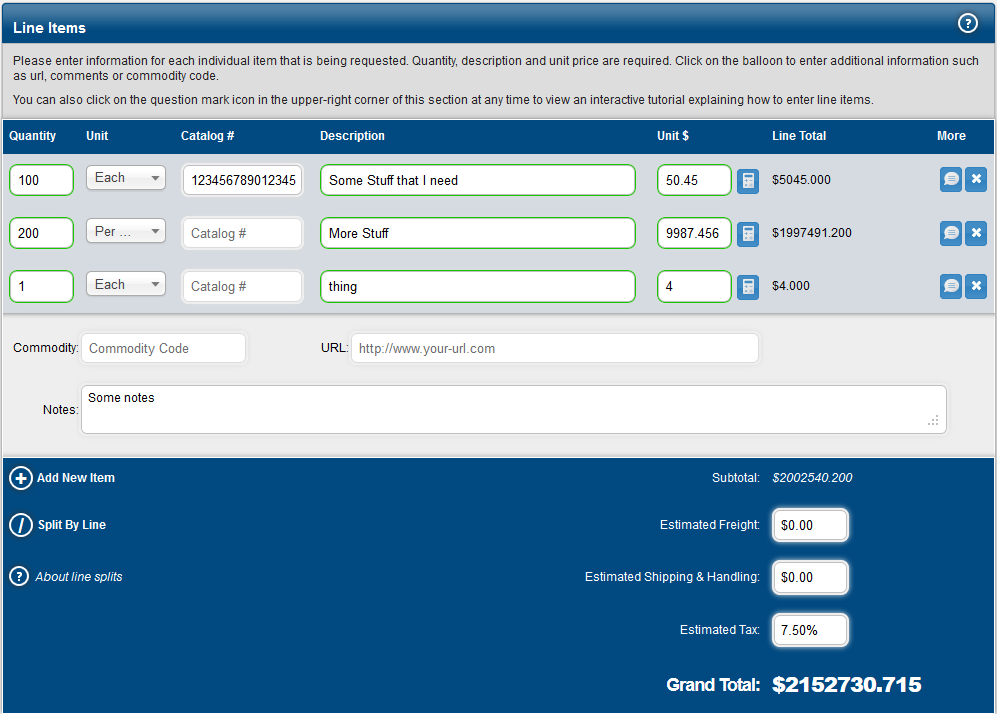 Line Items ?
Please enter information for each individual item that is being requested. Quantity, description and unit price are required. Click on the balloon to enter additional information such
as url, comments or commodity code.
You can also click on the question mark icon in the upper-right corner of this section at any time to view an interactive tutorial explaining how to enter line items.
Quantity Unit Catalog # Description Unit $ Line Total More
100 Each 123456789012345 Some Stuff that I need 50.45 $5045.000
200 Per ... Catalog # More Stuff 9987.456 $1997491.200
1 Each Catalog # thing 4 $4.000
Commodity: Commodity Code URL: http://www.your-url.com
Notes: Some notes
Add New Item Subtotal: $2002540.200
Split By Line Estimated Freight: $0.00
? About line splits Estimated Shipping & Handling: $0.00
Estimated Tax: 7.50%
Grand Total: $2152730.715